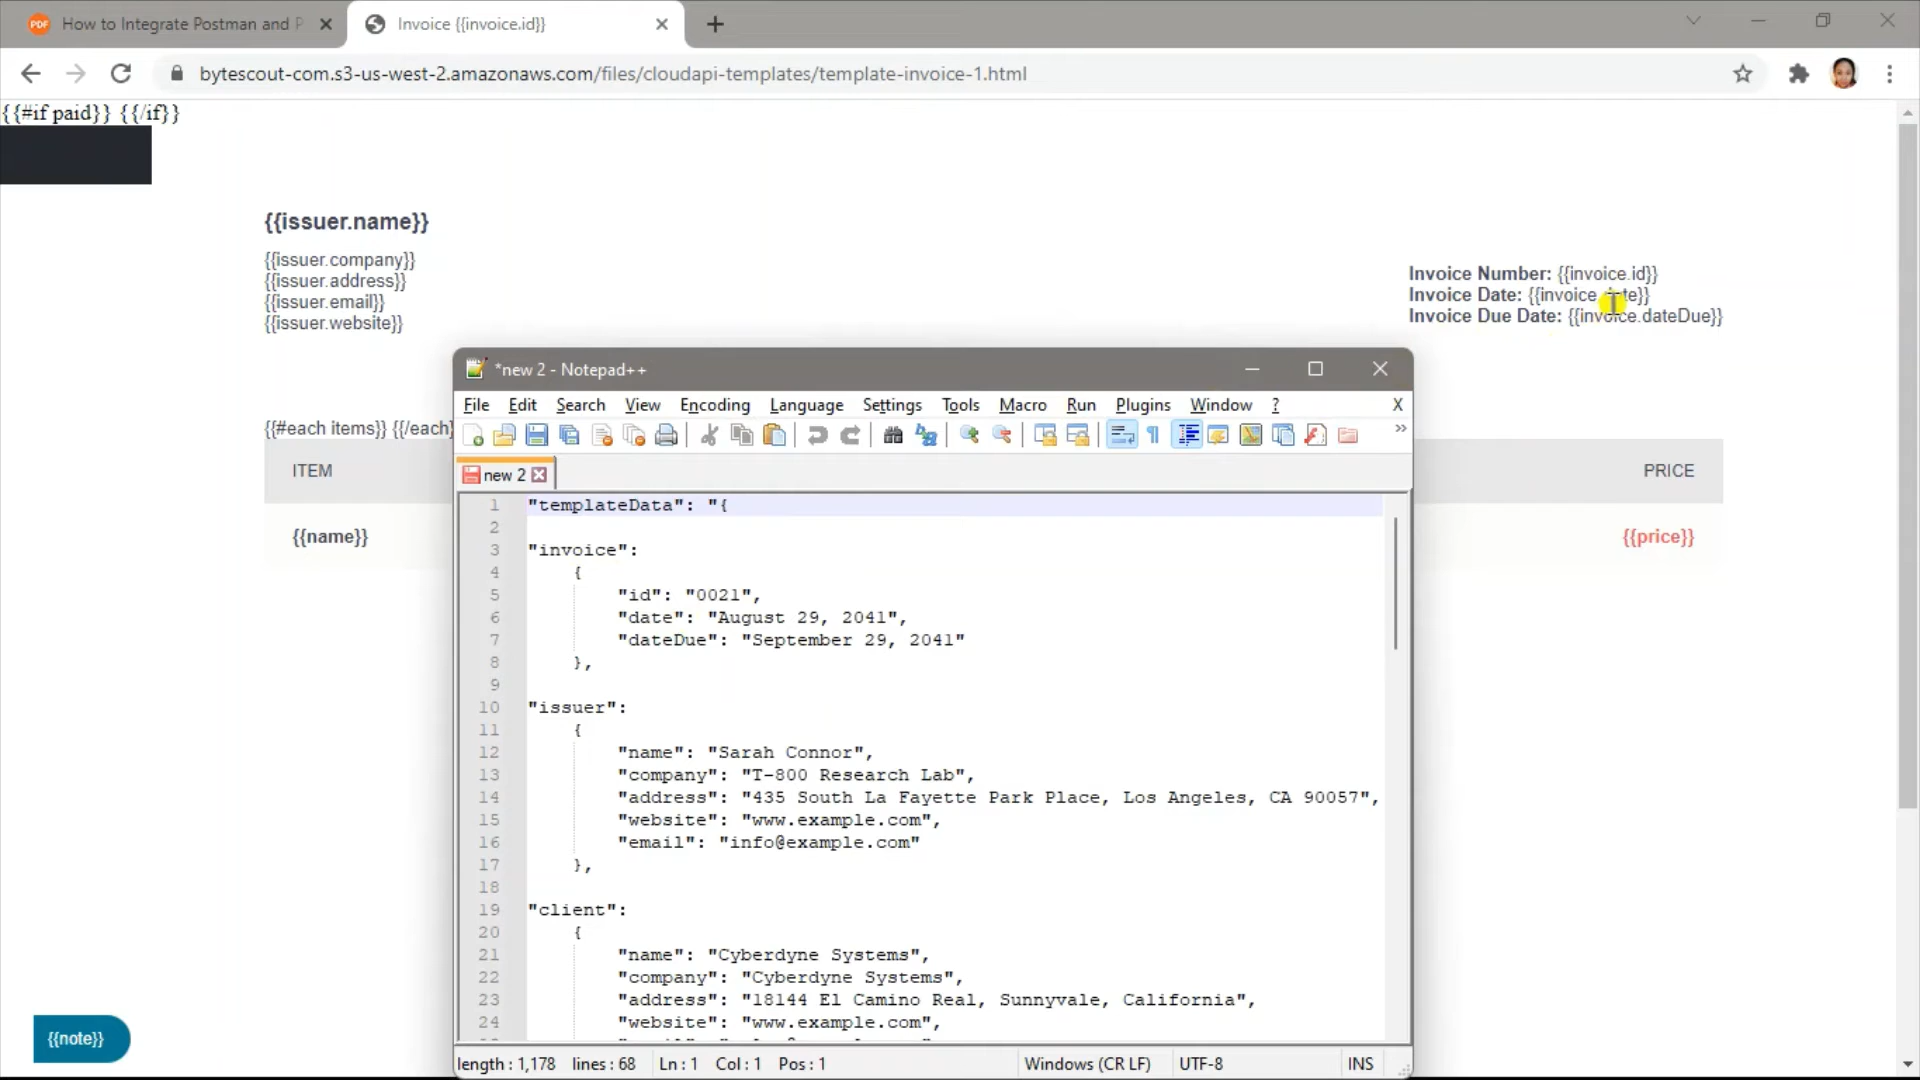 How to Integrate Postman and P
Invoice {{invoice.id}}
bytescout-com.s3-us-west-2.amazonaws.com/files/cloudapi-templates/template-invoice-1.html
{{#if paid}} {{/if}}
{{issuer.name}}
{{issuer.company}}
{{issuer.address}}
{{issuer.email}}
{{issuer.website}}
Invoice Number: {{invoice.id}}
Invoice Date: {{invoice.date}}
Invoice Due Date: {{invoice.dateDue}}
{{#each items}} {{/each}
ITEM
PRICE
{{name}}
{{price}}
{{note}}
*new 2 - Notepad++
File Edit Search View Encoding Language Settings Tools Macro Run Plugins Window ? X
new 2
1 "templateData": "{
2
3 "invoice":
4 {
5 "id": "0021",
6 "date": "August 29, 2041",
7 "dateDue": "September 29, 2041"
8 },
9
10 "issuer":
11 {
12 "name": "Sarah Connor",
13 "company": "T-800 Research Lab",
14 "address": "435 South La Fayette Park Place, Los Angeles, CA 90057",
15 "website": "www.example.com",
16 "email": "info@example.com"
17 },
18
19 "client":
20 {
21 "name": "Cyberdyne Systems",
22 "company": "Cyberdyne Systems",
23 "address": "18144 El Camino Real, Sunnyvale, California",
24 "website": "www.example.com",
length : 1,178 lines : 68 Ln : 1 Col : 1 Pos : 1 Windows (CR LF) UTF-8 INS